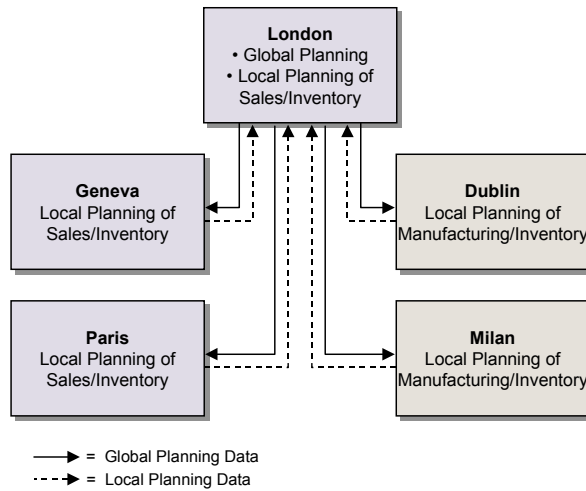 London
• Global Planning
• Local Planning of
Sales/Inventory
Geneva
Local Planning of
Sales/Inventory
Dublin
Local Planning of
Manufacturing/Inventory
Paris
Local Planning of
Sales/Inventory
Milan
Local Planning of
Manufacturing/Inventory
= Global Planning Data
= Local Planning Data